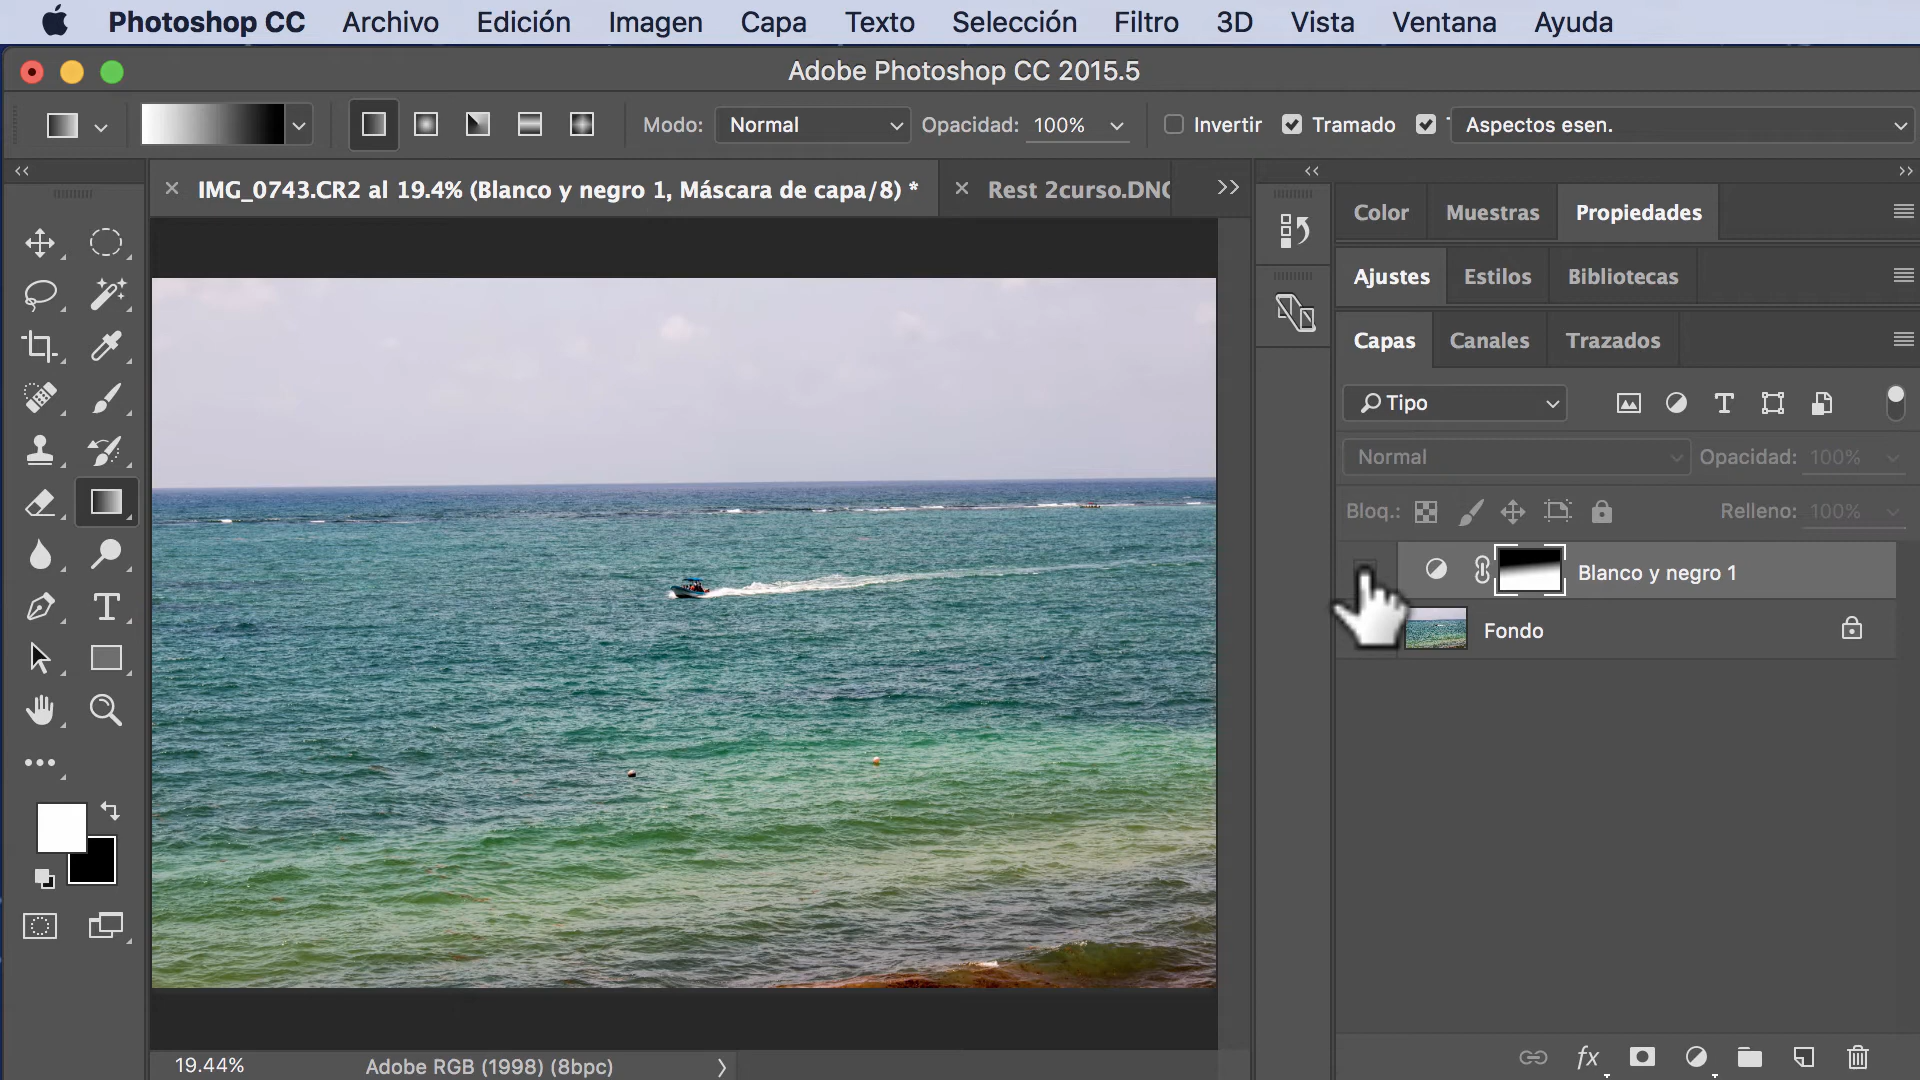 Photoshop CC Archivo Edición Imagen Capa Texto Selección Filtro 3D Vista Ventana Ayuda
Adobe Photoshop CC 2015.5
Modo: Normal Opacidad: 100% Invertir Tramado Aspectos esen.
IMG_0743.CR2 al 19.4% (Blanco y negro 1, Máscara de capa/8) * Rest 2curso.DNG
Color Muestras Propiedades
Ajustes Estilos Bibliotecas
Capas Canales Trazados
Tipo
Normal Opacidad: 100%
Bloq.: Relleno: 100%
Blanco y negro 1
Fondo
19.44% Adobe RGB (1998) (8bpc)
fx